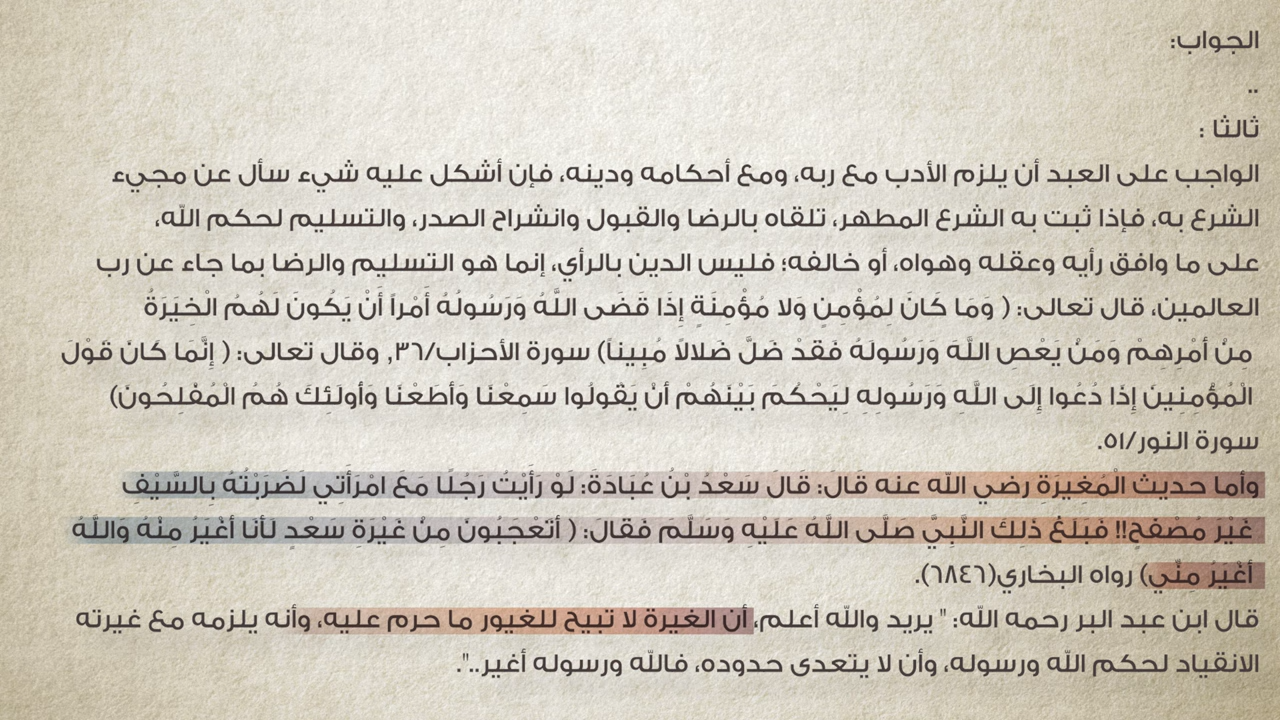 الجواب:
..
ثالثا :
الواجب على العبد أن يلزم الأدب مع ربه، ومع أحكامه ودينه، فإن أشكل عليه شيء سأل عن مجيء
الشرع به، فإذا ثبت به الشرع المطهر، تلقاه بالرضا والقبول وانشراح الصدر، والتسليم لحكم الله،
على ما وافق رأيه وعقله وهواه، أو خالفه؛ فليس الدين بالرأي، إنما هو التسليم والرضا بما جاء عن رب
العالمين، قال تعالى: ( وَمَا كَانَ لِمُؤْمِنٍ وَلا مُؤْمِنَةٍ إِذَا قَضَى اللَّهُ وَرَسُولُهُ أَمْراً أَنْ يَكُونَ لَهُمُ الْخِيَرَةُ
مِنْ أَمْرِهِمْ وَمَنْ يَعْصِ اللَّهَ وَرَسُولَهُ فَقَدْ ضَلَّ ضَلالاً مُبِيناً) سورة الأحزاب/٣٦, وقال تعالى: ( إِنَّمَا كَانَ قَوْلَ
الْمُؤْمِنِينَ إِذَا دُعُوا إِلَى اللَّهِ وَرَسُولِهِ لِيَحْكُمَ بَيْنَهُمْ أَنْ يَقُولُوا سَمِعْنَا وَأَطَعْنَا وَأُولَئِكَ هُمُ الْمُفْلِحُونَ)
سورة النور/٥١.
وأما حديث الْمُغِيرَةِ رضي الله عنه قَالَ: قَالَ سَعْدُ بْنُ عُبَادَةَ: لَوْ رَأَيْتُ رَجُلًا مَعَ امْرَأَتِي لَضَرَبْتُهُ بِالسَّيْفِ
غَيْرَ مُصْفَحٍ!! فَبَلَغَ ذَلِكَ النَّبِيَّ صَلَّى اللَّهُ عَلَيْهِ وَسَلَّمَ فَقَالَ: ( أَتَعْجَبُونَ مِنْ غَيْرَةِ سَعْدٍ لَأَنَا أَغْيَرُ مِنْهُ وَاللَّهُ
أَغْيَرُ مِنِّي) رواه البخاري(٦٨٤٦).
قال ابن عبد البر رحمه الله: " يريد والله أعلم، أن الغيرة لا تبيح للغيور ما حرم عليه، وأنه يلزمه مع غيرته
الانقياد لحكم الله ورسوله، وأن لا يتعدى حدوده، فالله ورسوله أغير..".